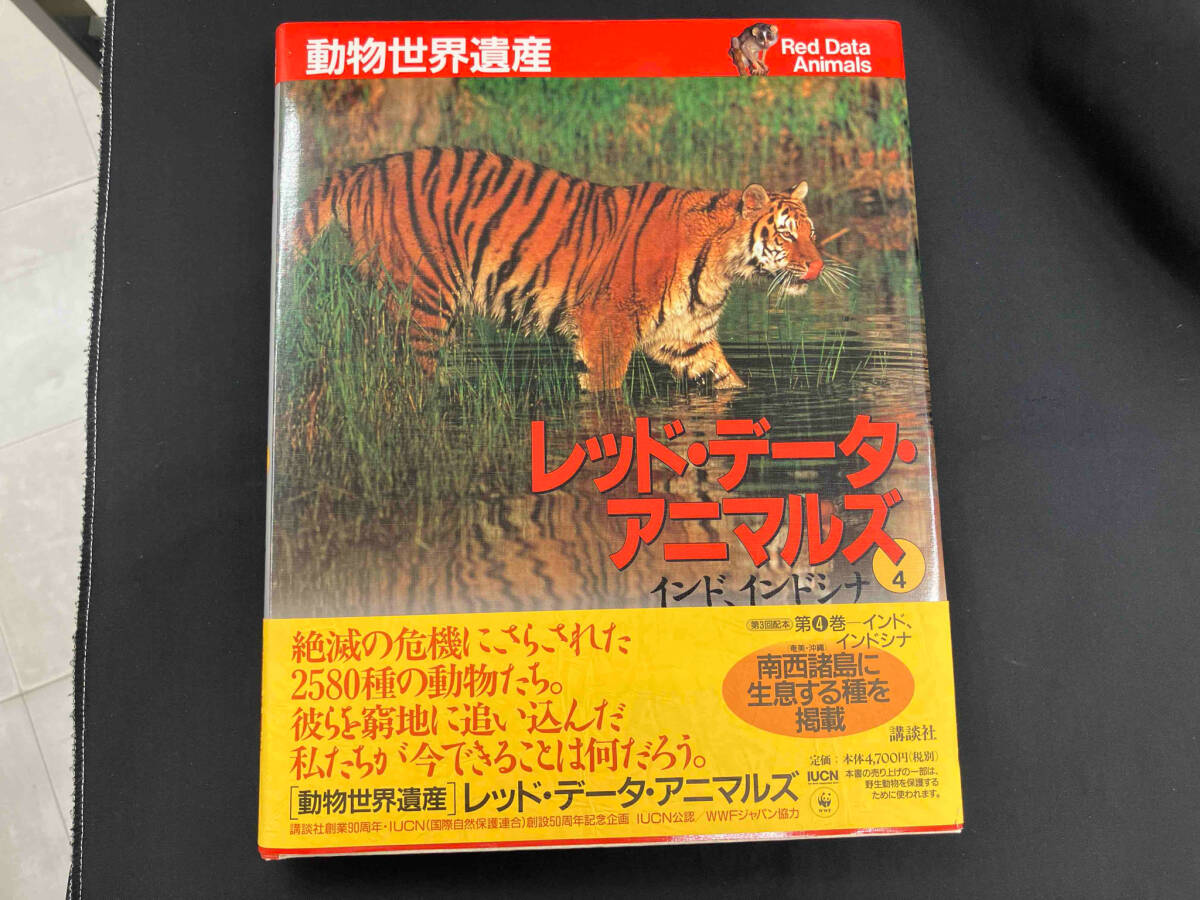 動物世界遺産
Red Data
Animals
レッド・データ・
アニマルズ
4
インド、インドシナ
絶滅の危機にさらされた
2580種の動物たち。
彼らを窮地に追い込んだ
私たちが今できることは何だろう。
[動物世界遺産]レッド・データ・アニマルズ
講談社創業90周年・IUCN(国際自然保護連合)創設50周年記念企画 IUCN公認/WWFジャパン協力
第3回配本 第4巻─インド、
インドシナ
奄美・沖縄
南西諸島に
生息する種を
掲載
講談社
定価:本体4,700円(税別)
IUCN
本書の売り上げの一部は、
野生動物を保護する
ために使われます。
WWF